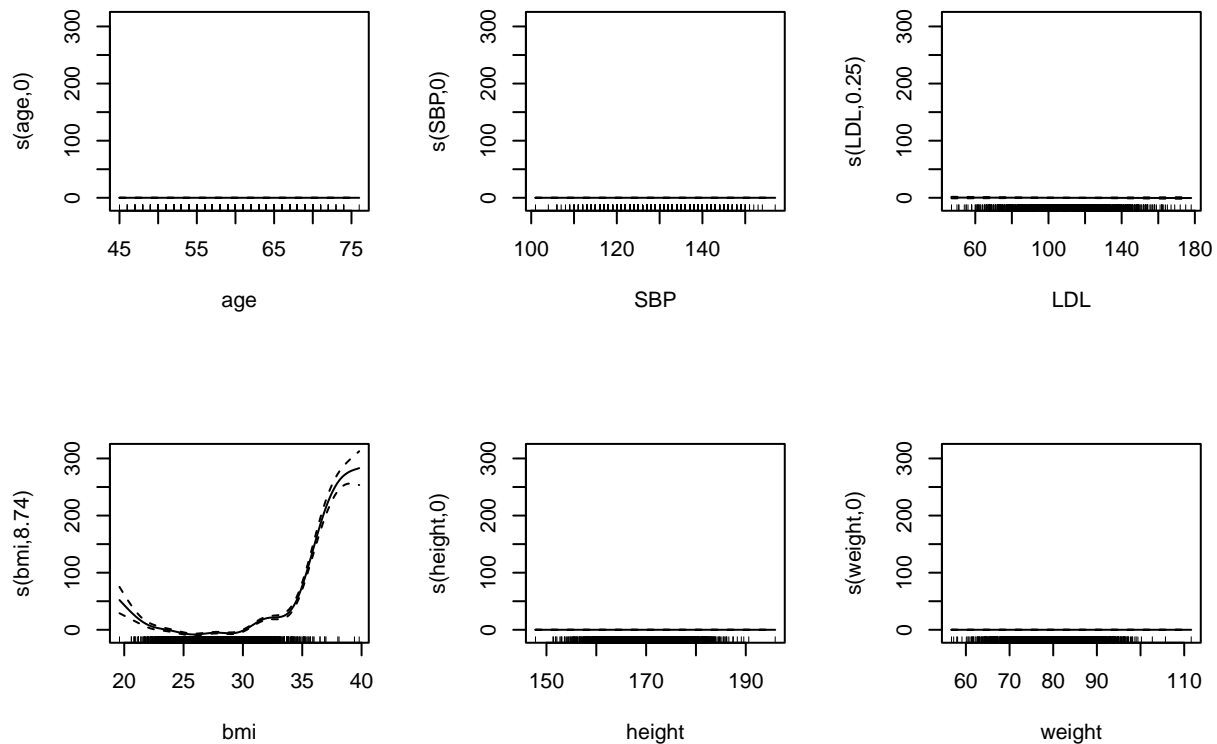 s(age,0)
0 100 200 300
45 55 65 75
age
s(SBP,0)
0 100 200 300
100 120 140
SBP
s(LDL,0.25)
0 100 200 300
60 100 140 180
LDL
s(bmi,8.74)
0 100 200 300
20 25 30 35 40
bmi
s(height,0)
0 100 200 300
150 170 190
height
s(weight,0)
0 100 200 300
60 70 80 90 110
weight